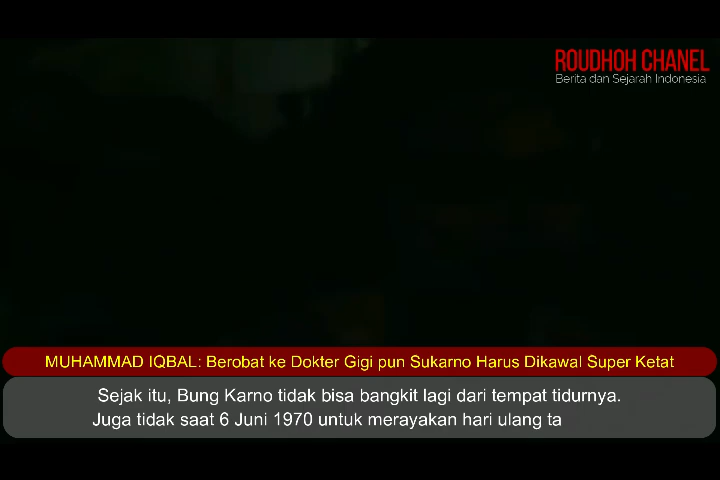 ROUDHOH CHANEL
Berita dan Sejarah Indonesia
MUHAMMAD IQBAL: Berobat ke Dokter Gigi pun Sukarno Harus Dikawal Super Ketat
Sejak itu, Bung Karno tidak bisa bangkit lagi dari tempat tidurnya.
Juga tidak saat 6 Juni 1970 untuk merayakan hari ulang ta